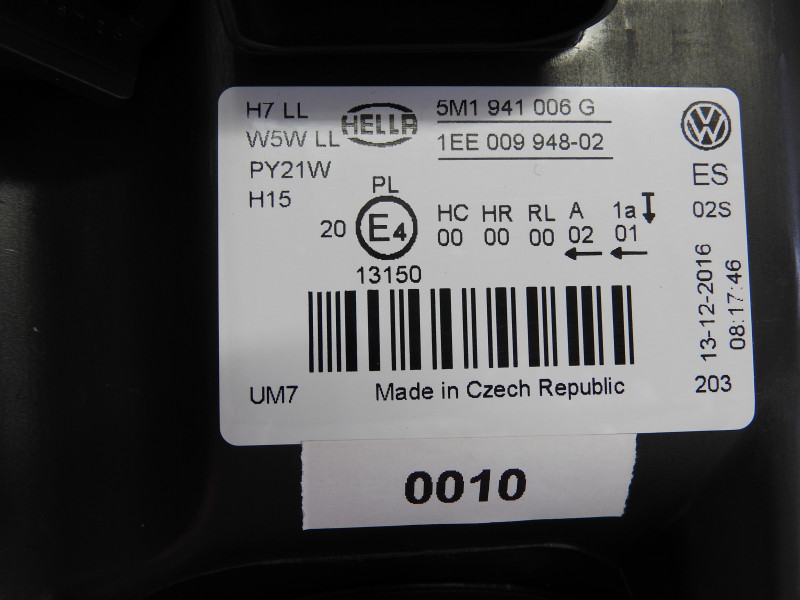 H7 LL
W5W LL
PY21W
H15
HELLA
5M1 941 006 G
1EE 009 948-02
VW
ES
02S
PL
20 E4
13150
HC HR RL A 1a
00 00 00 02 01
13-12-2016
08:17:46
UM7
Made in Czech Republic
203
0010